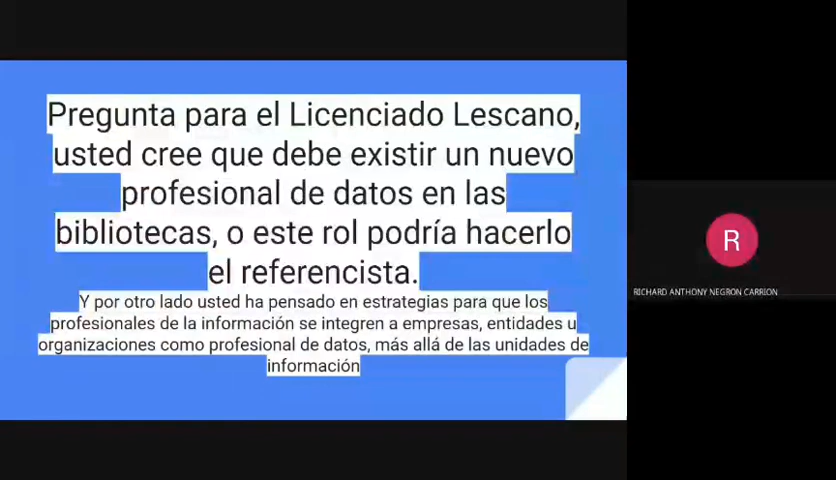 Pregunta para el Licenciado Lescano,
usted cree que debe existir un nuevo
profesional de datos en las
bibliotecas, o este rol podría hacerlo
el referencista.
Y por otro lado usted ha pensado en estrategias para que los
profesionales de la información se integren a empresas, entidades u
organizaciones como profesional de datos, más allá de las unidades de
información
R
RICHARD ANTHONY NEGRON CARRION